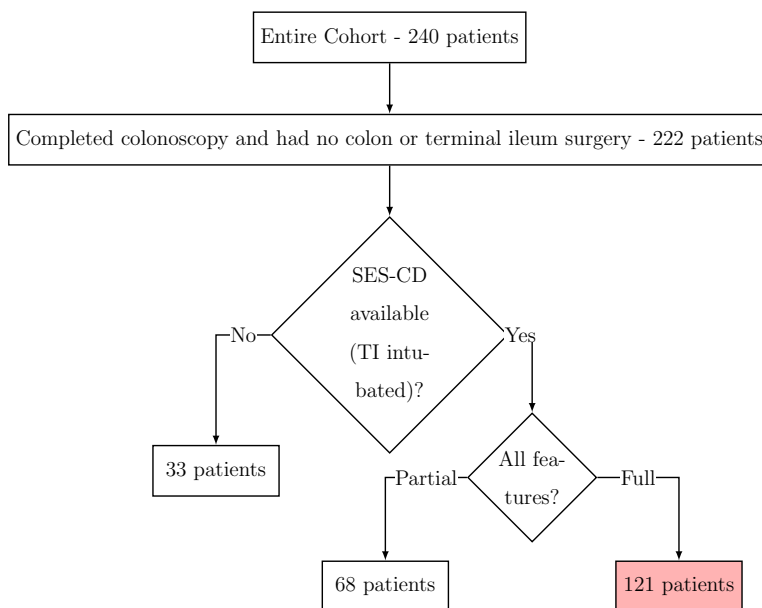 Entire Cohort - 240 patients
Completed colonoscopy and had no colon or terminal ileum surgery - 222 patients
SES-CD
available
(TI intu-
bated)?
No
Yes
33 patients
All fea-
tures?
Partial
Full
68 patients
121 patients